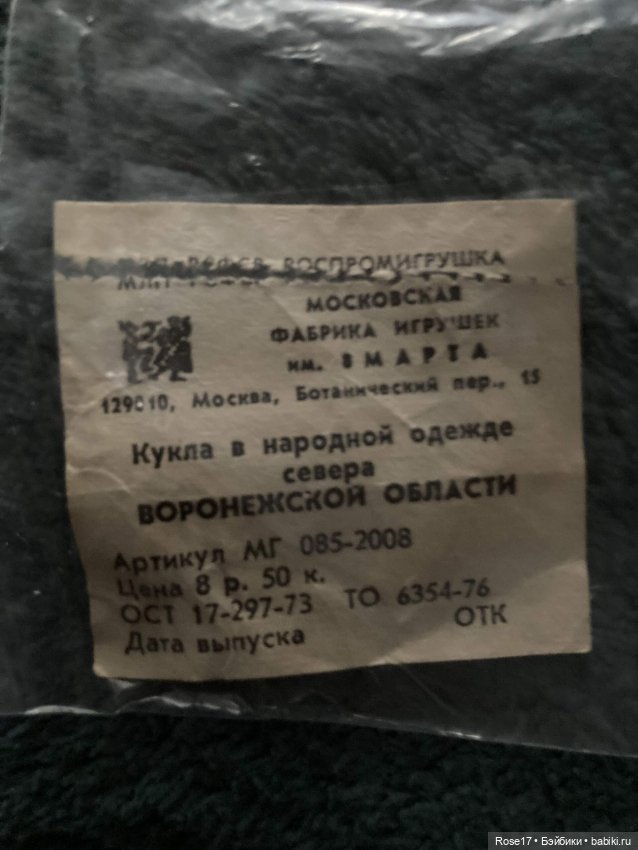 МЛП РСФСР РОСПРОМИГРУШКА
МОСКОВСКАЯ
ФАБРИКА ИГРУШЕК
им. 8 МАРТА
129010, Москва, Ботанический пер., 15
Кукла в народной одежде
севера
ВОРОНЕЖСКОЙ ОБЛАСТИ
Артикул МГ 085-2008
Цена 8 р. 50 к.
ОСТ 17-297-73 ТО 6354-76
Дата выпуска ОТК
Rose17 • Бэйбики • babiki.ru